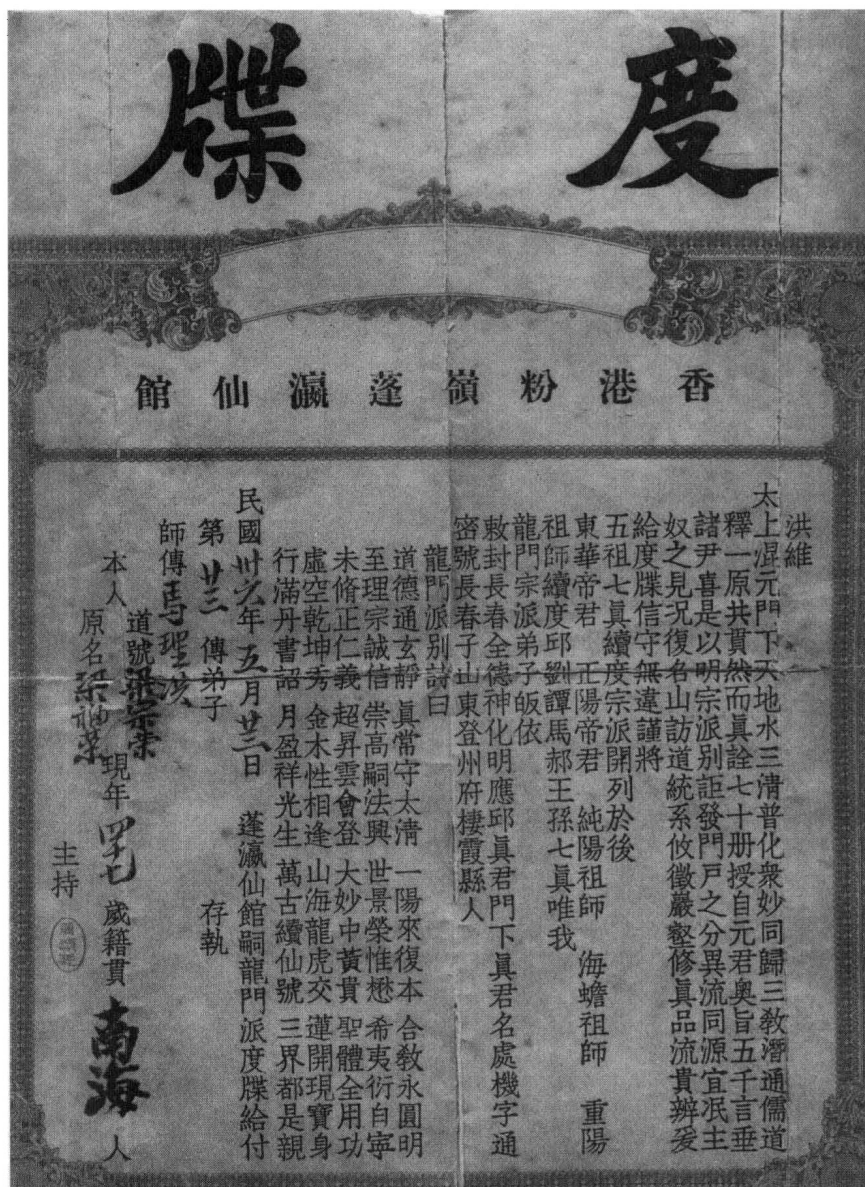 度牒
香港粉嶺蓬瀛仙館
洪維
太上混元門下天地水三清普化衆妙同歸三教潛通儒道
釋一原共貫然而眞詮七十册授自元君奧旨五千言垂
諸尹喜是以明宗派別詎發門戸之分異流同源宜泯主
奴之見況復名山訪道統系攸徵巖壑修眞品流貴辨爰
給度牒信守無違謹將
五祖七眞續度宗派開列於後
東華帝君 正陽帝君 純陽祖師 海蟾祖師 重陽
祖師續度邱劉譚馬郝王孫七眞唯我
龍門宗派弟子皈依
敕封長春全德神化明應邱眞君門下眞君名處機字通
密號長春子山東登州府棲霞縣人
龍門派別詩曰
道德通玄靜 眞常守太清 一陽來復本 合教永圓明
至理宗誠信 崇高嗣法興 世景榮惟懋 希夷衍自寧
未脩正仁義 超昇雲會登 大妙中黃貴 聖體全用功
虛空乾坤秀 金木性相逢 山海龍虎交 蓮開現寶身
行滿丹書詔 月盈祥光生 萬古續仙號 三界都是親
民國卅六年五月廿三日 蓬瀛仙館嗣龍門派度牒給付
第廿三傳弟子 存執
師傳
本人 道號梁宗榮 原名梁 榮 現年四七歲籍貫南海人
主持